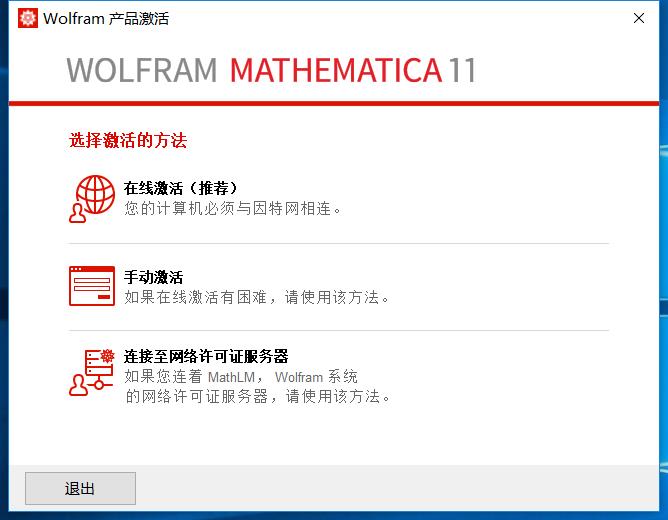 Wolfram 产品激活
WOLFRAM MATHEMATICA 11
选择激活的方法
在线激活（推荐）
您的计算机必须与因特网相连。
手动激活
如果在线激活有困难，请使用该方法。
连接至网络许可证服务器
如果您连着 MathLM， Wolfram 系统
的网络许可证服务器，请使用该方法。
退出